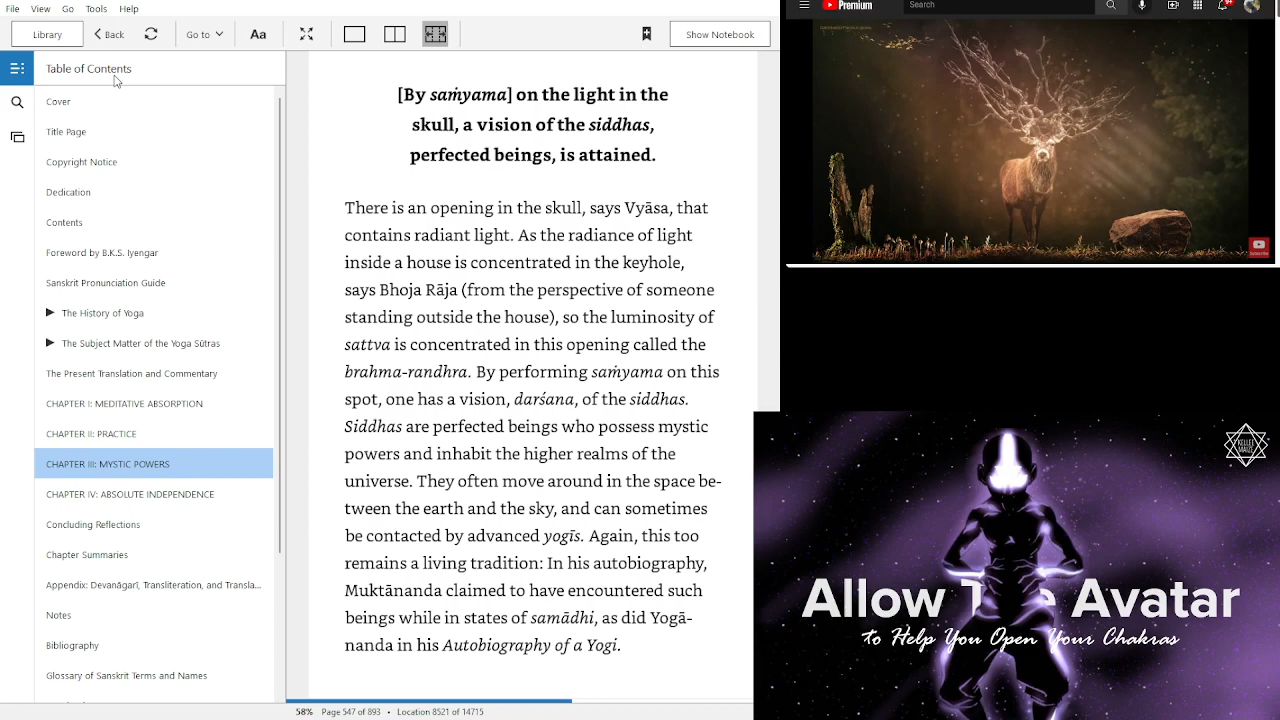 File View Go Tools Help
Library Back Go to Aa Show Notebook
Table of Contents
Cover
Title Page
Copyright Notice
Dedication
Contents
Foreword by B.K.S. Iyengar
Sanskrit Pronunciation Guide
The History of Yoga
The Subject Matter of the Yoga Sūtras
The Present Translation and Commentary
CHAPTER I: MEDITATIVE ABSORPTION
CHAPTER II: PRACTICE
CHAPTER III: MYSTIC POWERS
CHAPTER IV: ABSOLUTE INDEPENDENCE
Concluding Reflections
Chapter Summaries
Appendix: Devanāgarī, Transliteration, and Transla...
Notes
Bibliography
Glossary of Sanskrit Terms and Names
[By saṁyama] on the light in the
skull, a vision of the siddhas,
perfected beings, is attained.
There is an opening in the skull, says Vyāsa, that
contains radiant light. As the radiance of light
inside a house is concentrated in the keyhole,
says Bhoja Rāja (from the perspective of someone
standing outside the house), so the luminosity of
sattva is concentrated in this opening called the
brahma-randhra. By performing saṁyama on this
spot, one has a vision, darśana, of the siddhas.
Siddhas are perfected beings who possess mystic
powers and inhabit the higher realms of the
universe. They often move around in the space be-
tween the earth and the sky, and can sometimes
be contacted by advanced yogīs. Again, this too
remains a living tradition: In his autobiography,
Muktānanda claimed to have encountered such
beings while in states of samādhi, as did Yogā-
nanda in his Autobiography of a Yogi.
58% Page 547 of 893 • Location 8521 of 14715
Premium
Search
9+
Allow T e Avatar
to Help You Open Your Chakras